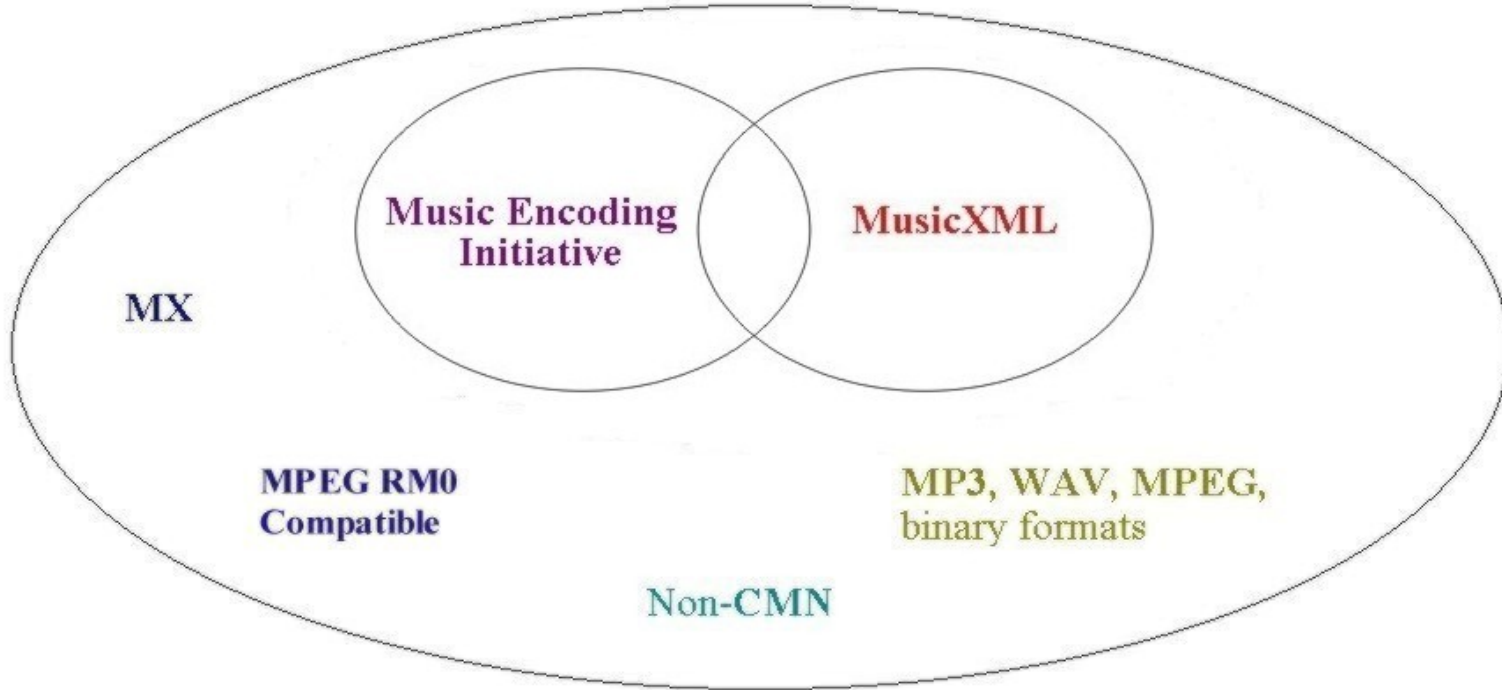 Music Encoding
Initiative
MusicXML
MX
MPEG RM0
Compatible
MP3, WAV, MPEG,
binary formats
Non-CMN